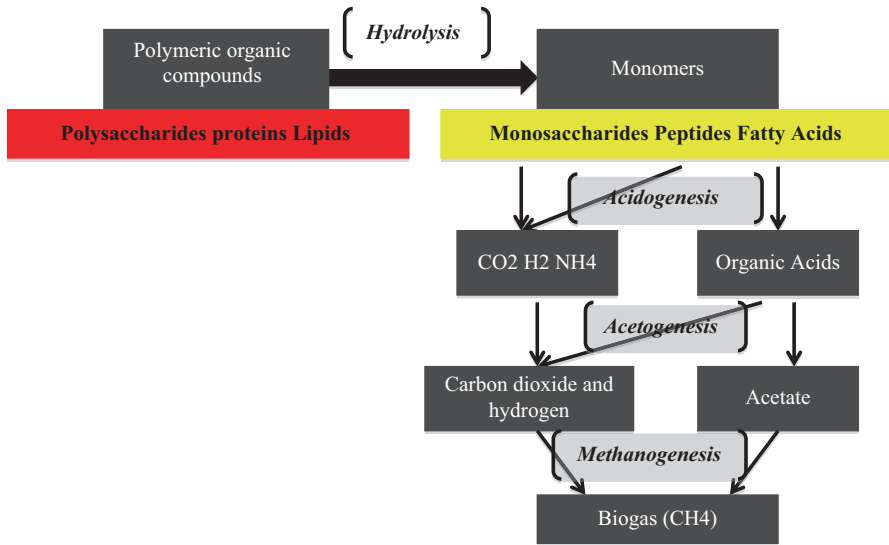 Hydrolysis
Polymeric organic
compounds
Monomers
Polysaccharides proteins Lipids
Monosaccharides Peptides Fatty Acids
Acidogenesis
CO2 H2 NH4
Organic Acids
Acetogenesis
Carbon dioxide and
hydrogen
Acetate
Methanogenesis
Biogas (CH4)